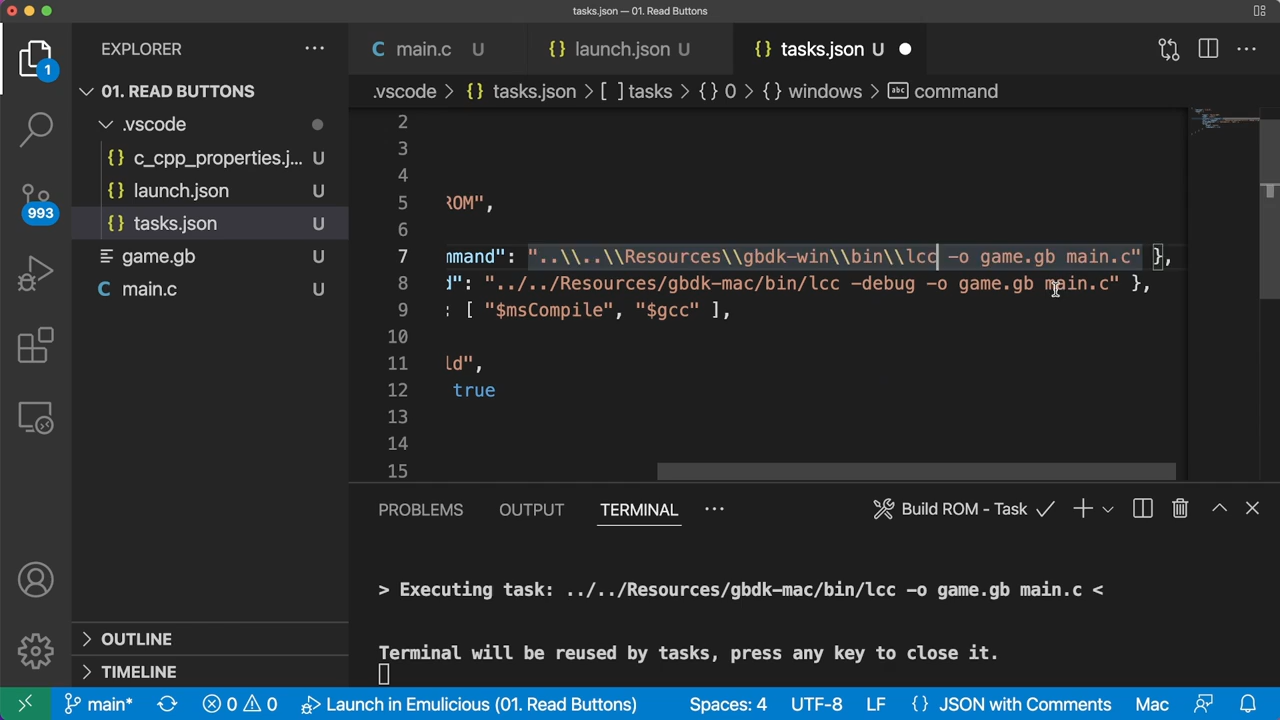 tasks.json — 01. Read Buttons
EXPLORER ···
main.c U
{} launch.json U
{} tasks.json U
01. READ BUTTONS
.vscode > {} tasks.json > [ ] tasks > {} 0 > {} windows > abc command
.vscode
{} c_cpp_properties.j... U
{} launch.json U
{} tasks.json U
game.gb U
C main.c U
1
993
2
3
4
5 ROM",
6
7 mmand": "..\\..\\Resources\\gbdk-win\\bin\\lcc -o game.gb main.c" },
8 d": "../../Resources/gbdk-mac/bin/lcc -debug -o game.gb main.c" },
9 : [ "$msCompile", "$gcc" ],
10
11 ld",
12 true
13
14
15
PROBLEMS OUTPUT TERMINAL ··· Build ROM - Task
> Executing task: ../../Resources/gbdk-mac/bin/lcc -o game.gb main.c <
Terminal will be reused by tasks, press any key to close it.
OUTLINE
TIMELINE
main* 0 0 Launch in Emulicious (01. Read Buttons) Spaces: 4 UTF-8 LF {} JSON with Comments Mac